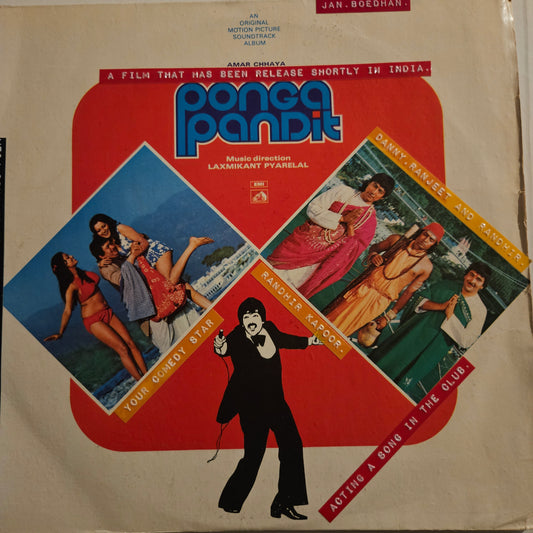 JAN. BOEDHAN.
AN
ORIGINAL
MOTION PICTURE
SOUNDTRACK
ALBUM
AMAR CHHAYA
A FILM THAT HAS BEEN RELEASE SHORTLY IN INDIA..
ponga
pandit
Music direction
LAXMIKANT PYARELAL
EMI
DANNY. RANJEET AND RANDHIR
YOUR COMEDY STAR
RANDHIR KAPOOR.
ACTING A SONG IN THE CLUB.